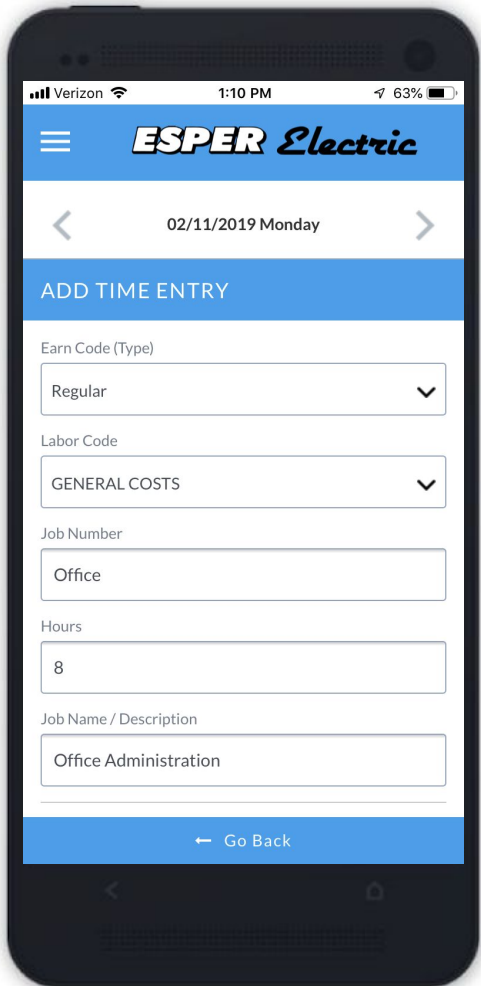 Verizon 1:10 PM 63%
ESPER Electric
02/11/2019 Monday
ADD TIME ENTRY
Earn Code (Type)
Regular
Labor Code
GENERAL COSTS
Job Number
Office
Hours
8
Job Name / Description
Office Administration
← Go Back